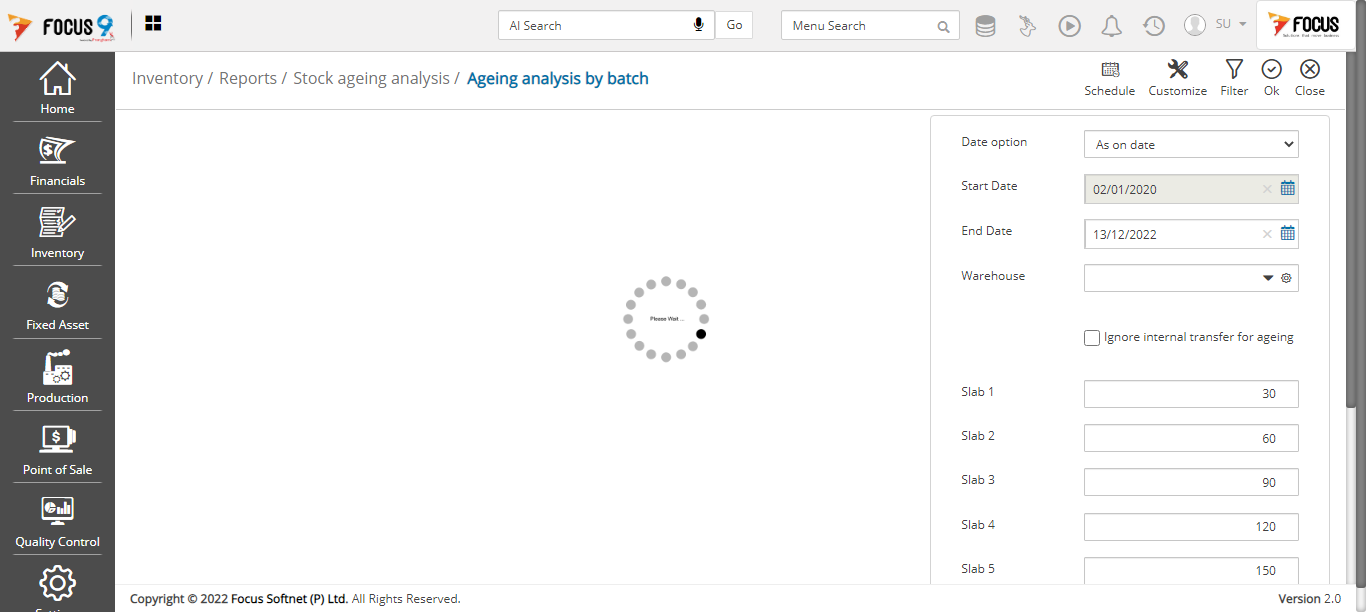 FOCUS 9
AI Search
Go
Menu Search
SU
FOCUS
Inventory / Reports / Stock ageing analysis / Ageing analysis by batch
Schedule
Customize
Filter
Ok
Close
Home
Financials
Inventory
Fixed Asset
Production
Point of Sale
Quality Control
Please Wait ...
Date option
As on date
Start Date
02/01/2020
End Date
13/12/2022
Warehouse
Ignore internal transfer for ageing
Slab 1
30
Slab 2
60
Slab 3
90
Slab 4
120
Slab 5
150
Copyright © 2022 Focus Softnet (P) Ltd. All Rights Reserved.
Version 2.0